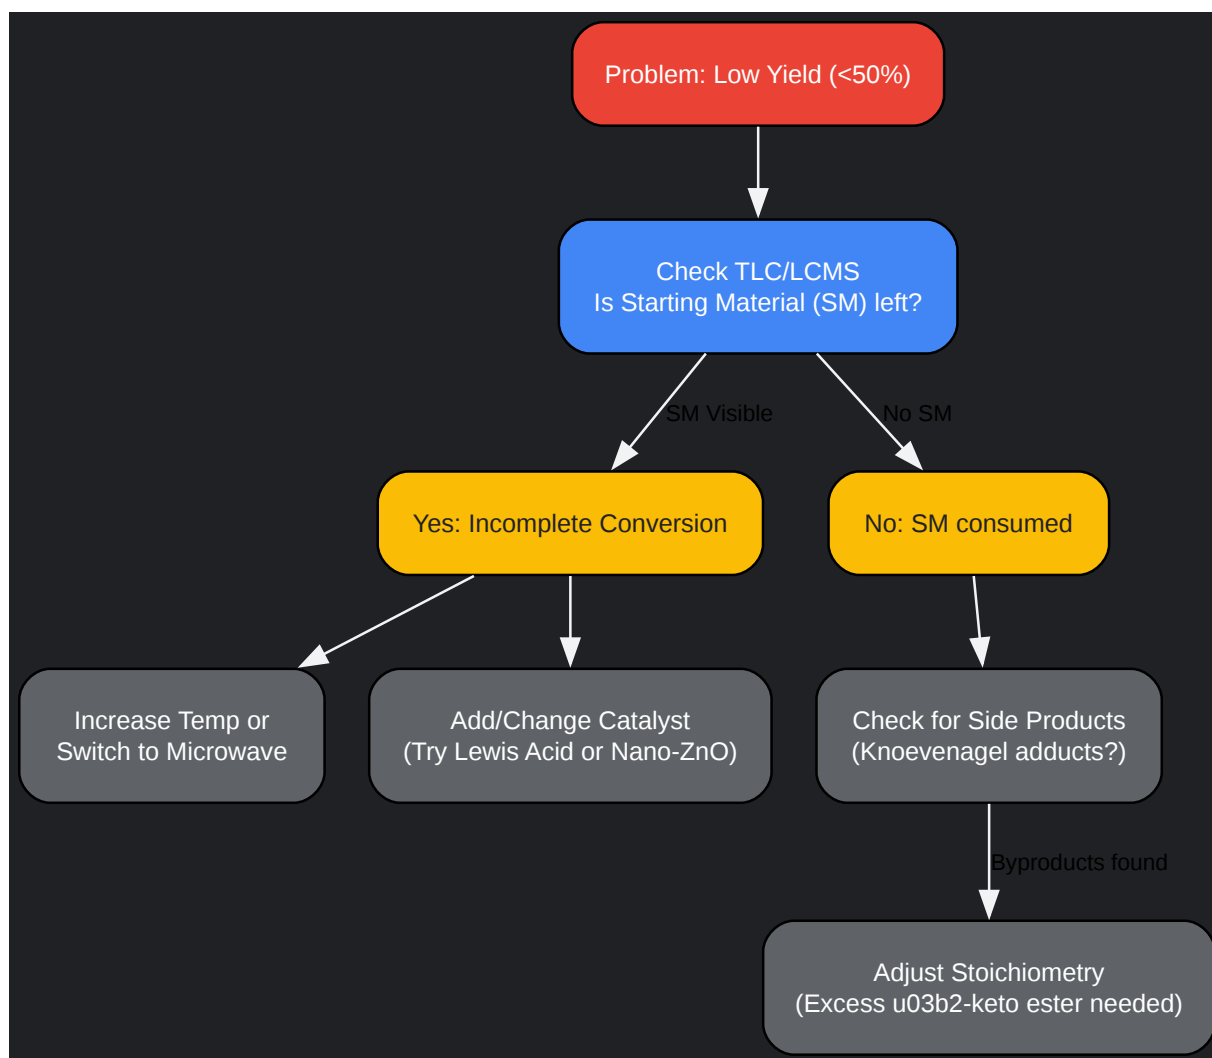 Problem: Low Yield (<50%)
Check TLC/LCMS
Is Starting Material (SM) left?
SM Visible
No SM
Yes: Incomplete Conversion
No: SM consumed
Increase Temp or
Switch to Microwave
Add/Change Catalyst
(Try Lewis Acid or Nano-ZnO)
Check for Side Products
(Knoevenagel adducts?)
Byproducts found
Adjust Stoichiometry
(Excess u03b2-keto ester needed)